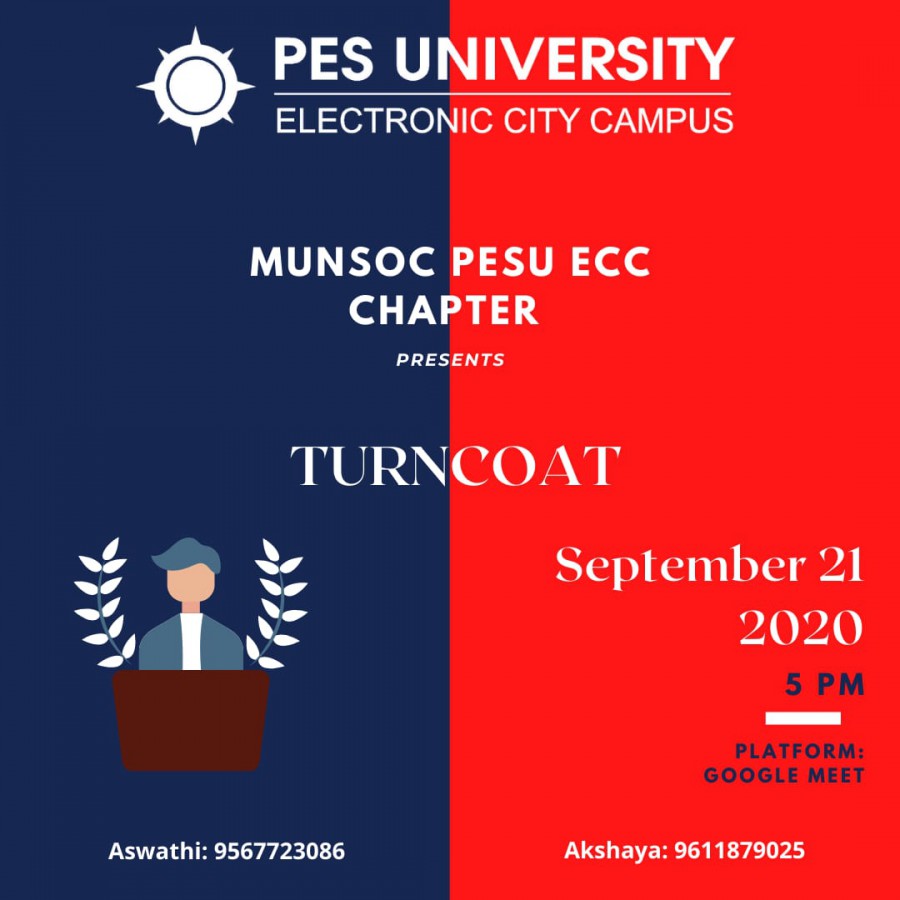 PES UNIVERSITY
ELECTRONIC CITY CAMPUS
MUNSOC PESU ECC
CHAPTER
PRESENTS
TURNCOAT
September 21
2020
5 PM
PLATFORM:
GOOGLE MEET
Aswathi: 9567723086
Akshaya: 9611879025